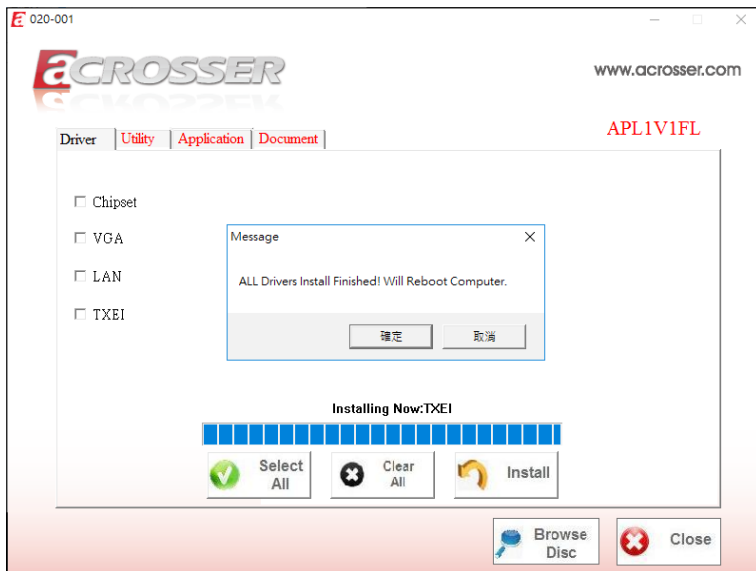 020-001
aCROSSER
www.acrosser.com
APL1V1FL
Driver Utility Application Document
Chipset
VGA
LAN
TXEI
Message
ALL Drivers Install Finished! Will Reboot Computer.
確定 取消
Installing Now:TXEI
Select All
Clear All
Install
Browse Disc
Close